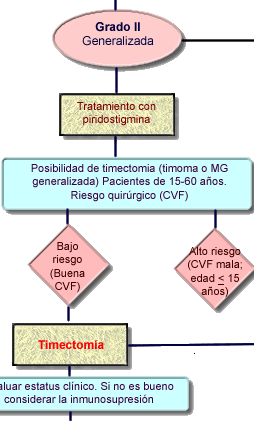 Grado II
Generalizada
Tratamiento con
piridostigmina
Posibilidad de timectomia (timoma o MG
generalizada) Pacientes de 15-60 años.
Riesgo quirúrgico (CVF)
Bajo
riesgo
(Buena
CVF)
Alto riesgo
(CVF mala;
edad < 15
años)
Timectomia
aluar estatus clínico. Si no es bueno
considerar la inmunosupresión